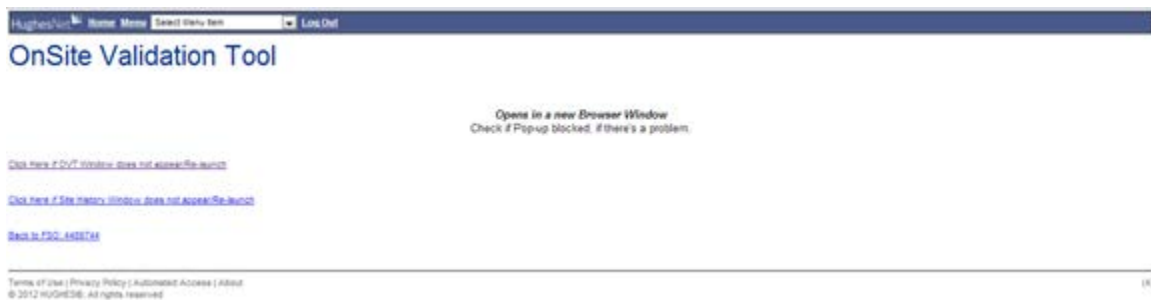 HughesNet Home Menu Select Menu Item Log Out
OnSite Validation Tool
Opens in a new Browser Window
Check if Pop-up blocked, if there's a problem.
Click Here if OVT Window does not appear/Re-launch
Click Here if Site History Window does not appear/Re-launch
Back to FSO: 4488744
Terms of Use | Privacy Policy | Automated Access | About
© 2012 HUGHES®. All rights reserved